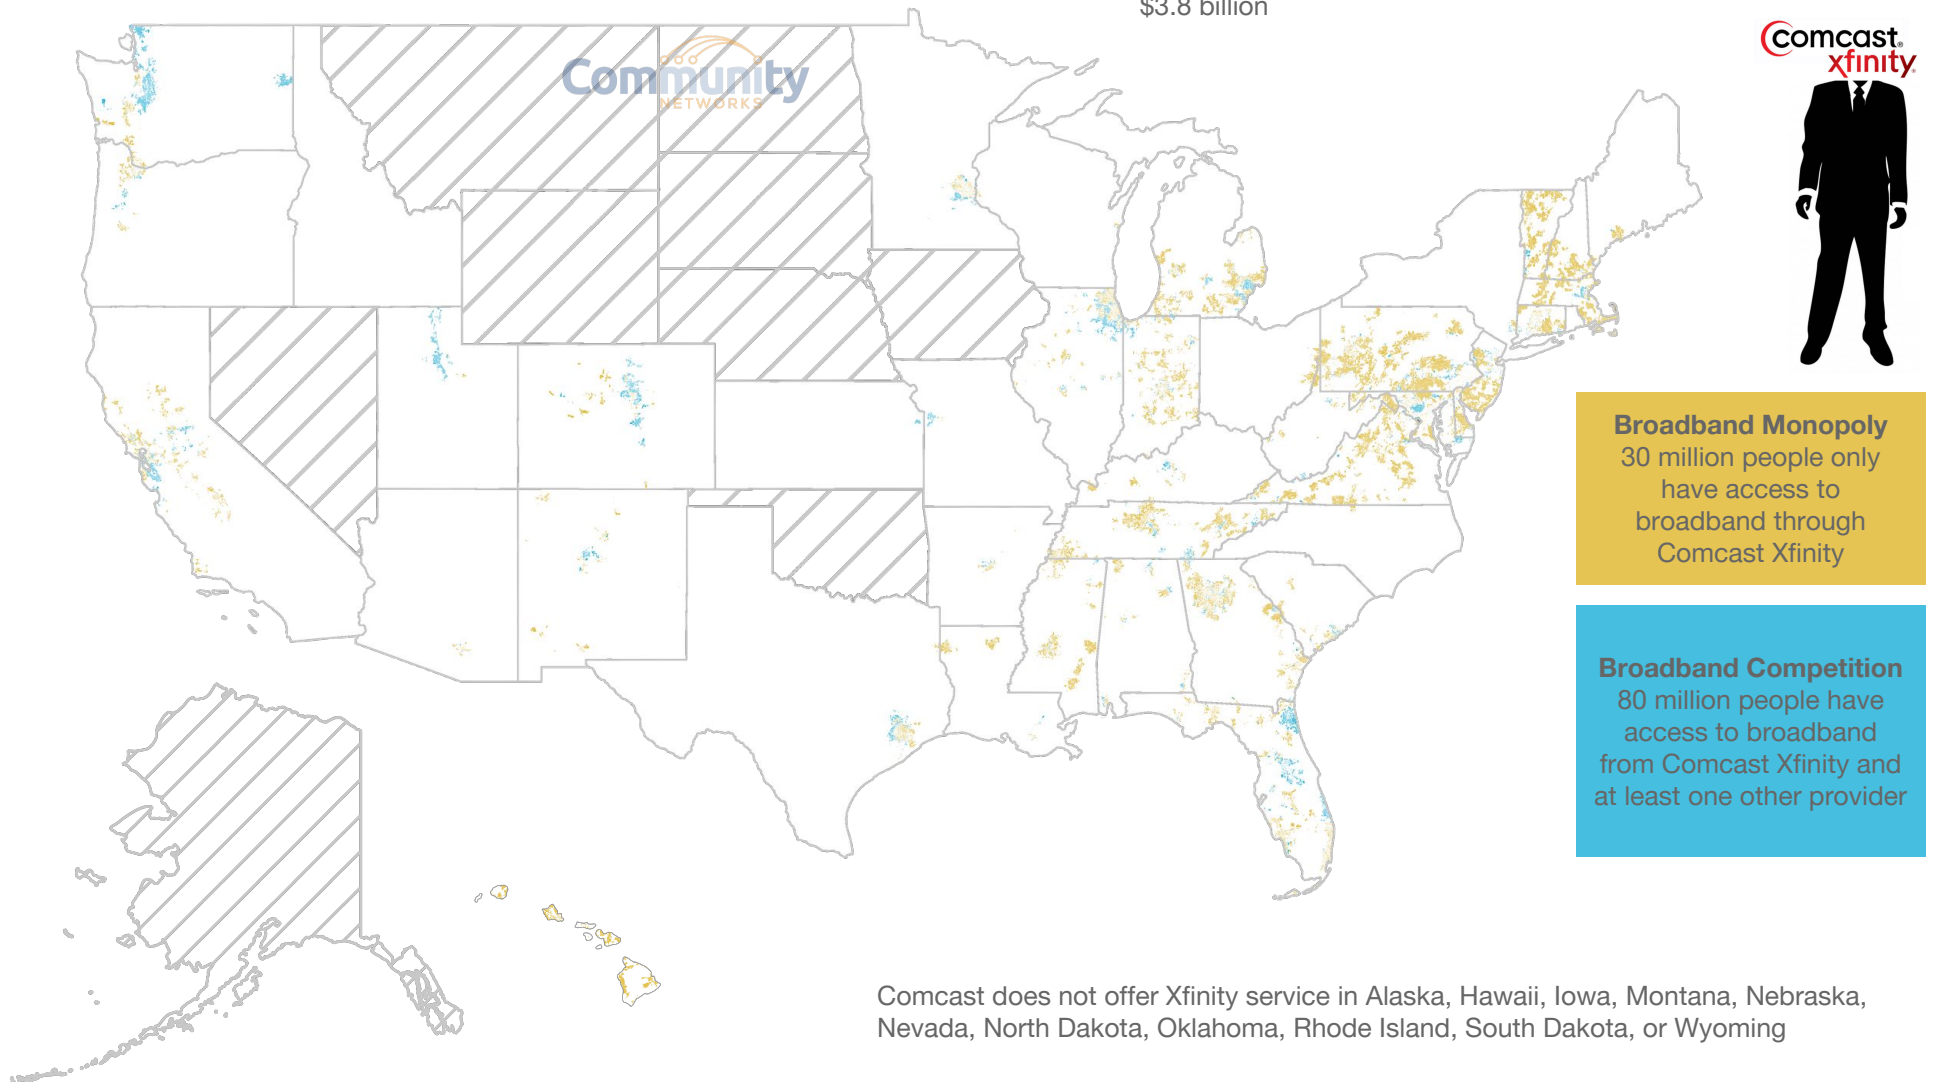 $3.8 billion
Community
NETWORKS
comcast
xfinity
Broadband Monopoly
30 million people only
have access to
broadband through
Comcast Xfinity
Broadband Competition
80 million people have
access to broadband
from Comcast Xfinity and
at least one other provider
Comcast does not offer Xfinity service in Alaska, Hawaii, Iowa, Montana, Nebraska,
Nevada, North Dakota, Oklahoma, Rhode Island, South Dakota, or Wyoming